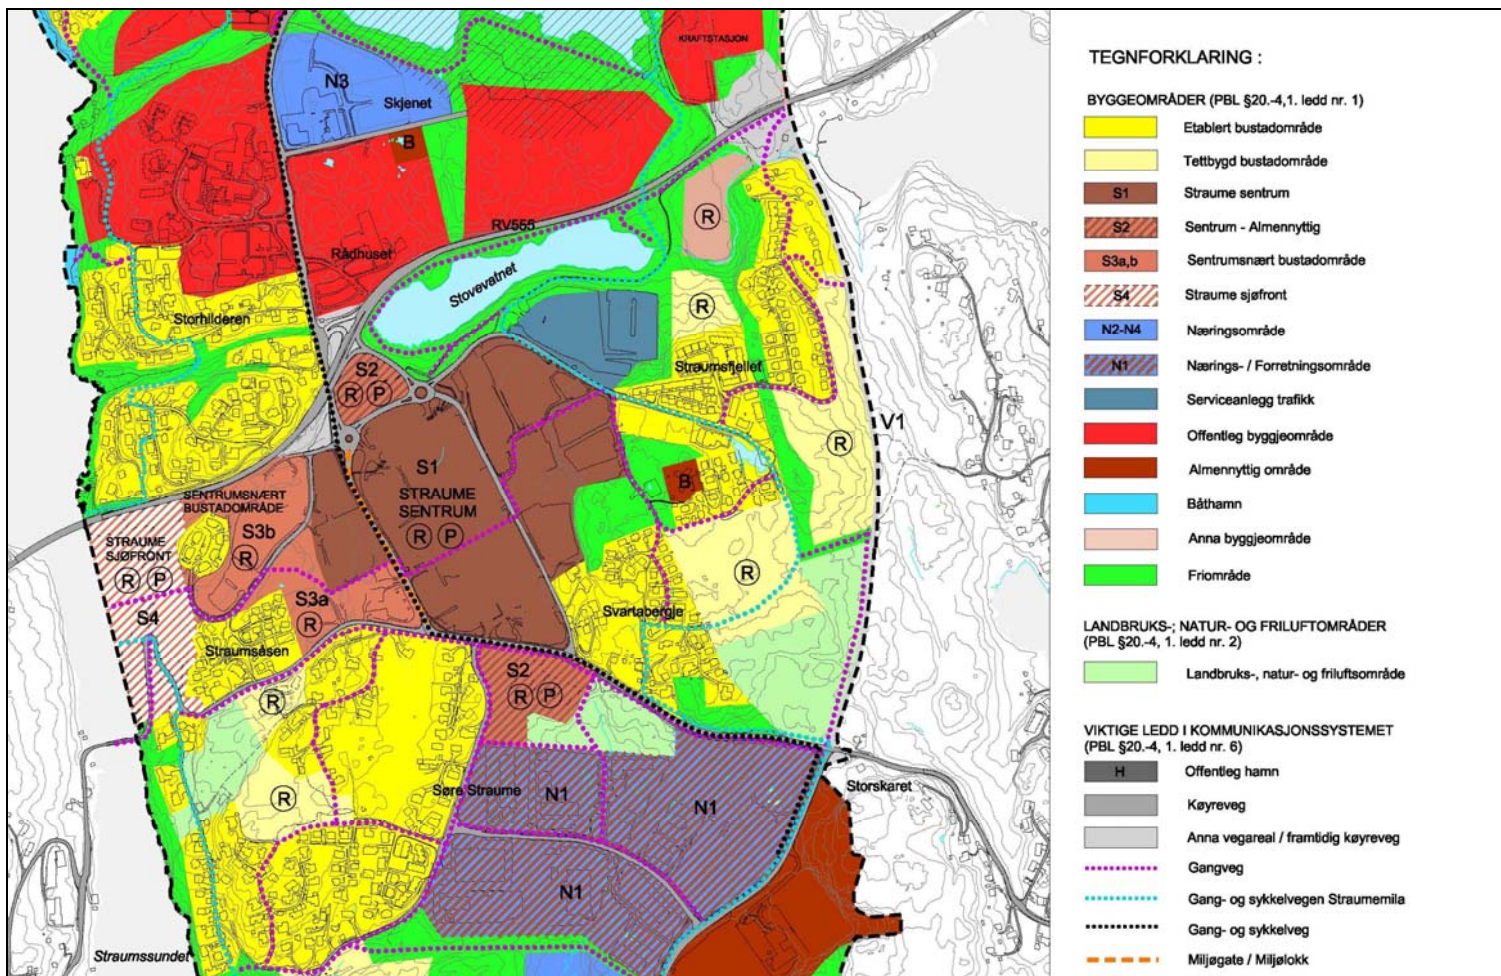 KRAFTSTASJON
N3
Skjenet
B
R
RV555
Rådhuset
Stovevatnet
Storhilderen
R
S2
R P
Straumsfjellet
V1
R
S1
STRAUME
SENTRUM
R P
B
SENTRUMSNÆRT
BUSTADOMRÅDE
S3b
R
STRAUME
SJØFRONT
R P
S4
S3a
R
R
Svartabergje
Straumsåsen
S2
R P
R
R
Søre Straume
N1
N1
Storskaret
N1
Straumssundet
TEGNFORKLARING :
BYGGEOMRÅDER (PBL §20.-4,1. ledd nr. 1)
Etablert bustadområde
Tettbygd bustadområde
S1 Straume sentrum
S2 Sentrum - Almennyttig
S3a,b Sentrumsnært bustadområde
S4 Straume sjøfront
N2-N4 Næringsområde
N1 Nærings- / Forretningsområde
Serviceanlegg trafikk
Offentleg byggjeområde
Almennyttig område
Båthamn
Anna byggjeområde
Friområde
LANDBRUKS-; NATUR- OG FRILUFTOMRÅDER
(PBL §20.-4, 1. ledd nr. 2)
Landbruks-, natur- og friluftsområde
VIKTIGE LEDD I KOMMUNIKASJONSSYSTEMET
(PBL §20.-4, 1. ledd nr. 6)
H Offentleg hamn
Køyreveg
Anna vegareal / framtidig køyreveg
Gangveg
Gang- og sykkelvegen Straumemila
Gang- og sykkelveg
Miljøgate / Miljølokk